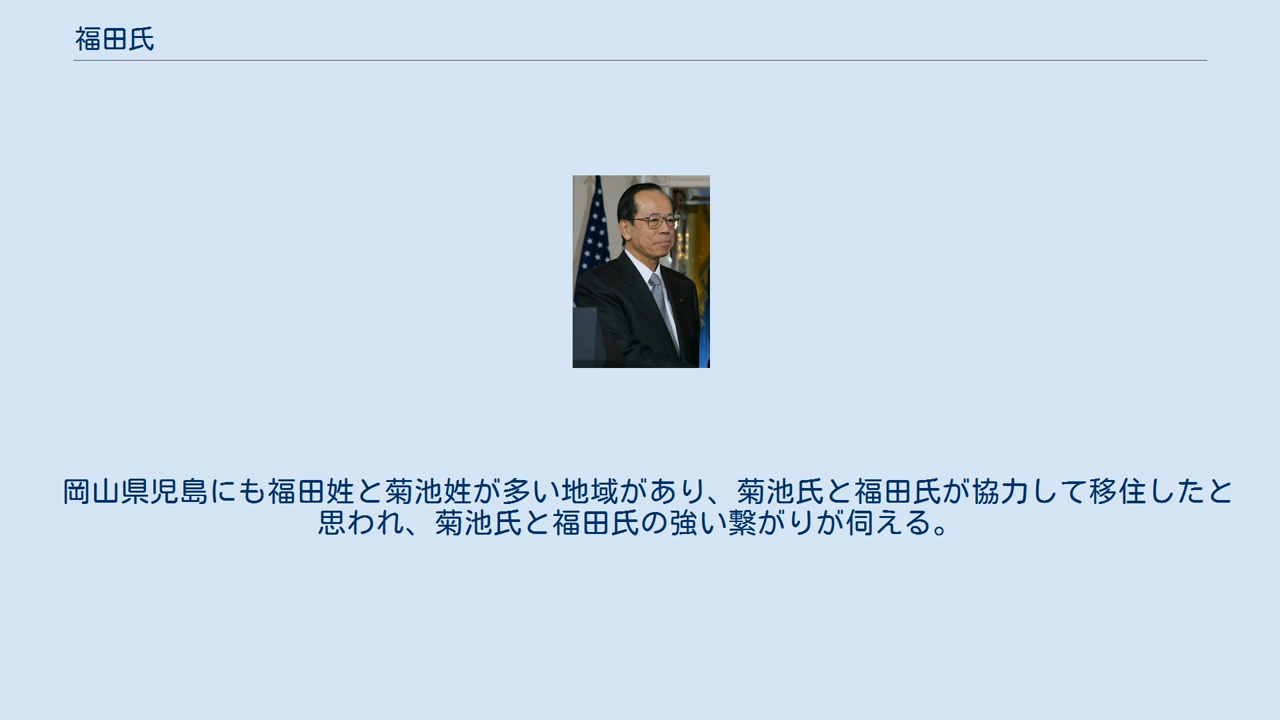 福田氏
岡山県児島にも福田姓と菊池姓が多い地域があり、菊池氏と福田氏が協力して移住したと
思われ、菊池氏と福田氏の強い繋がりが伺える。